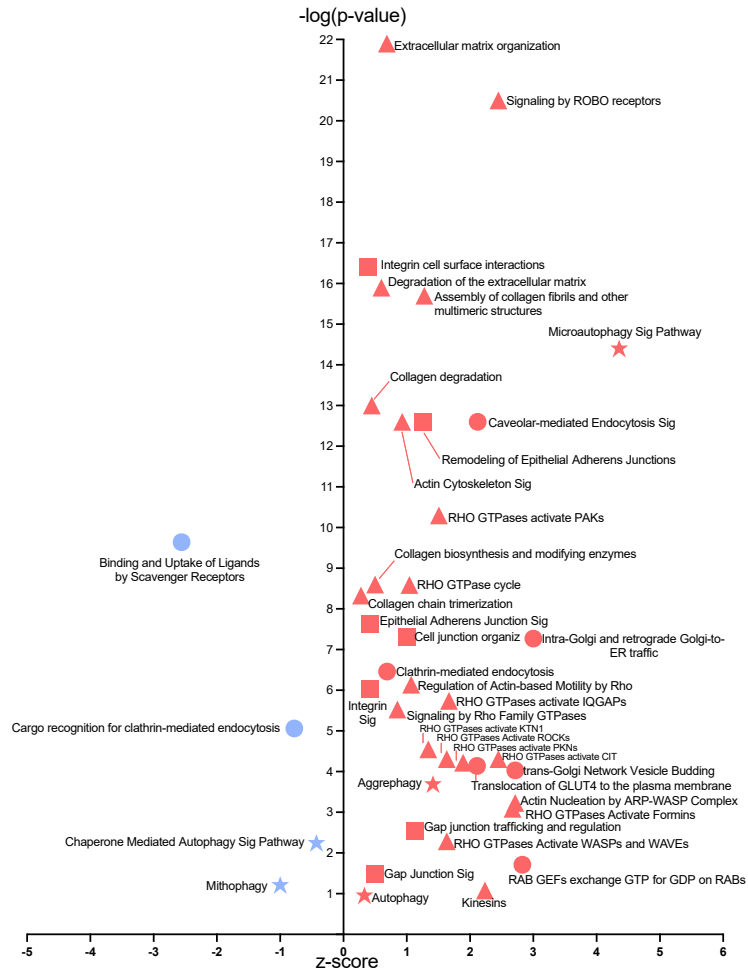 -log(p-value)
22
Extracellular matrix organization
21
Signaling by ROBO receptors
20
19
18
17
Integrin cell surface interactions
16
Degradation of the extracellular matrix
Assembly of collagen fibrils and other
multimeric structures
15
Microautophagy Sig Pathway
14
Collagen degradation
13
Caveolar-mediated Endocytosis Sig
12
Remodeling of Epithelial Adherens Junctions
11
Actin Cytoskeleton Sig
RHO GTPases activate PAKs
10
Binding and Uptake of Ligands
by Scavenger Receptors
9
Collagen biosynthesis and modifying enzymes
RHO GTPase cycle
8
Collagen chain trimerization
Epithelial Adherens Junction Sig
Cell junction organiz
Intra-Golgi and retrograde Golgi-to-
ER traffic
7
Clathrin-mediated endocytosis
6
Regulation of Actin-based Motility by Rho
Integrin
Sig
RHO GTPases activate IQGAPs
Signaling by Rho Family GTPases
5
Cargo recognition for clathrin-mediated endocytosis
RHO GTPases activate KTN1
RHO GTPases Activate ROCKs
RHO GTPases activate PKNs
RHO GTPases activate CIT
4
trans-Golgi Network Vesicle Budding
Aggrephagy
Translocation of GLUT4 to the plasma membrane
3
Actin Nucleation by ARP-WASP Complex
RHO GTPases Activate Formins
Gap junction trafficking and regulation
Chaperone Mediated Autophagy Sig Pathway
RHO GTPases Activate WASPs and WAVEs
2
Gap Junction Sig
RAB GEFs exchange GTP for GDP on RABs
Mithophagy
1
Autophagy
Kinesins
-5 -4 -3 -2 -1 0 1 2 3 4 5 6
z-score